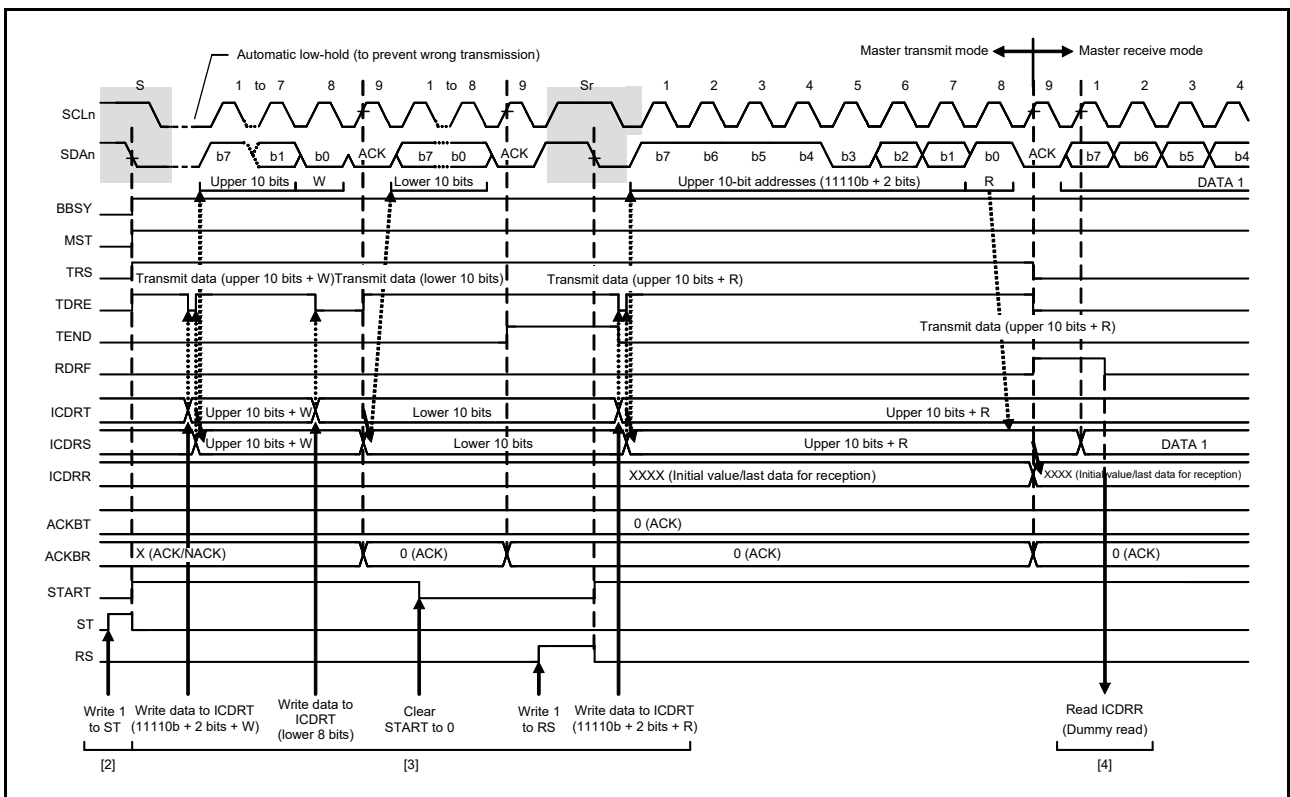 Automatic low-hold (to prevent wrong transmission)
Master transmit mode
Master receive mode
S 1 to 7 8 9 1 to 8 9 Sr 1 2 3 4 5 6 7 8 9 1 2 3 4
SCLn
SDAn b7 b1 b0 ACK b7 b0 ACK b7 b6 b5 b4 b3 b2 b1 b0 ACK b7 b6 b5 b4
Upper 10 bits W Lower 10 bits Upper 10-bit addresses (11110b + 2 bits) R DATA 1
BBSY
MST
TRS
Transmit data (upper 10 bits + W) Transmit data (lower 10 bits) Transmit data (upper 10 bits + R)
TDRE
Transmit data (upper 10 bits + R)
TEND
RDRF
ICDRT Upper 10 bits + W Lower 10 bits Upper 10 bits + R
ICDRS Upper 10 bits + W Lower 10 bits Upper 10 bits + R DATA 1
ICDRR XXXX (Initial value/last data for reception) XXXX (Initial value/last data for reception)
ACKBT 0 (ACK)
ACKBR X (ACK/NACK) 0 (ACK) 0 (ACK) 0 (ACK)
START
ST
RS
Write 1
to ST
Write data to ICDRT
(11110b + 2 bits + W)
Write data to
ICDRT
(lower 8 bits)
Clear
START to 0
Write 1
to RS
Write data to ICDRT
(11110b + 2 bits + R)
Read ICDRR
(Dummy read)
[2] [3] [4]